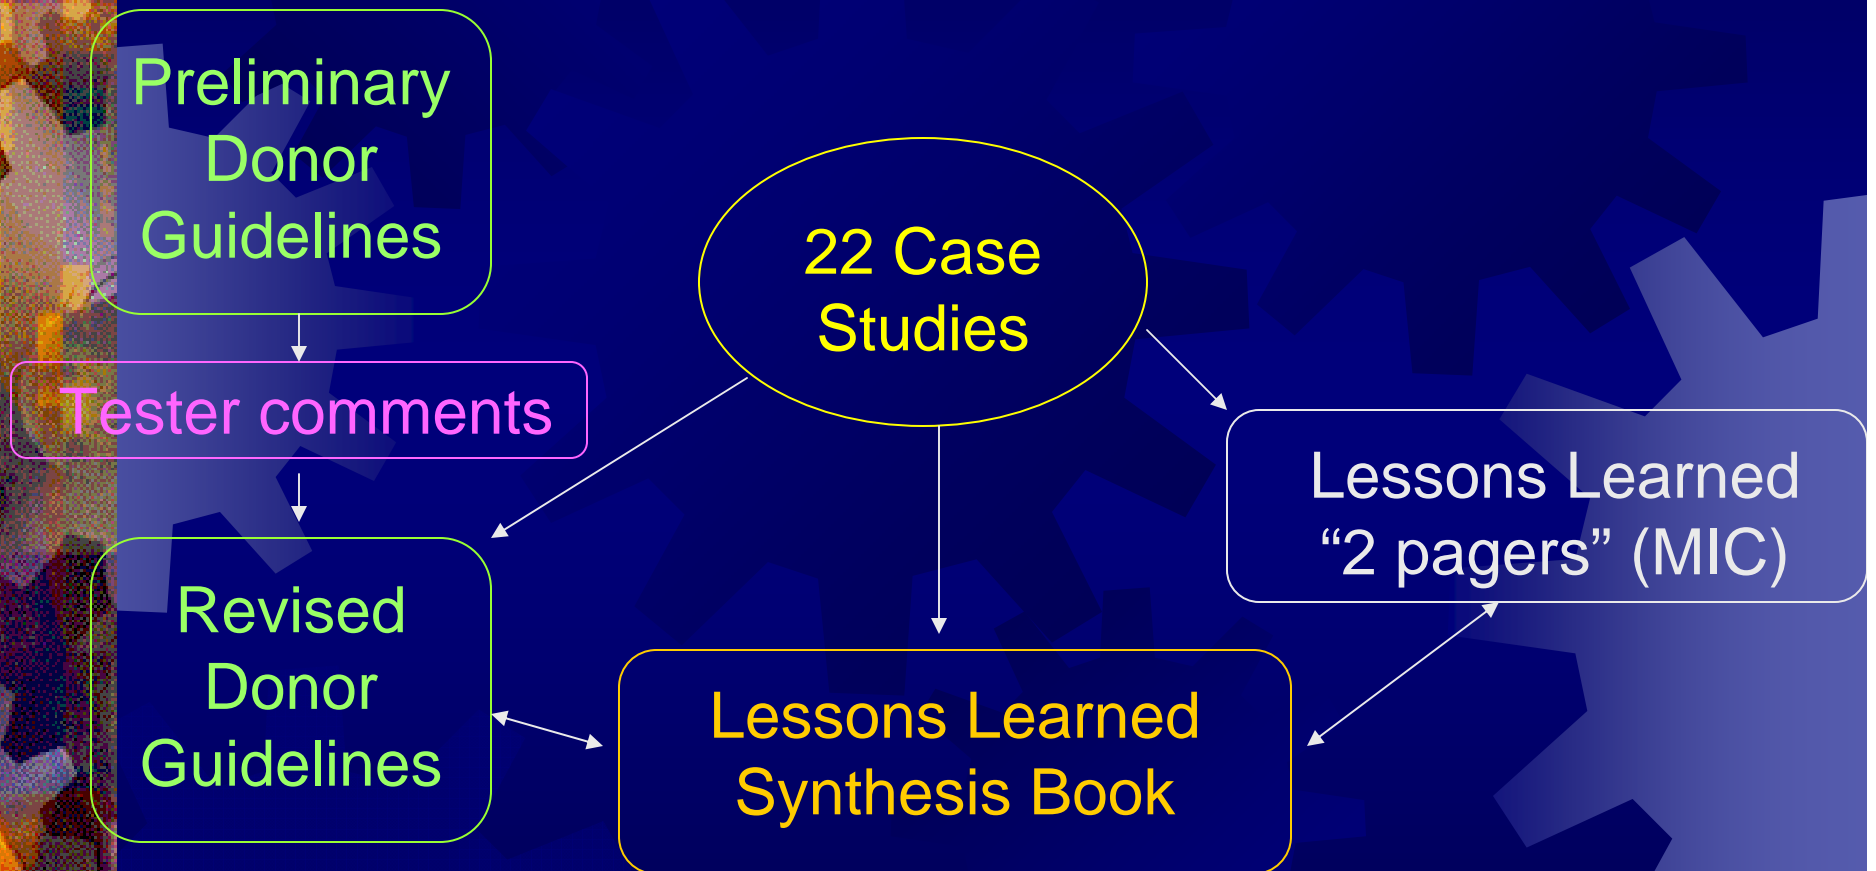 Preliminary
Donor
Guidelines
22 Case
Studies
Tester comments
Lessons Learned
“2 pagers” (MIC)
Revised
Donor
Guidelines
Lessons Learned
Synthesis Book